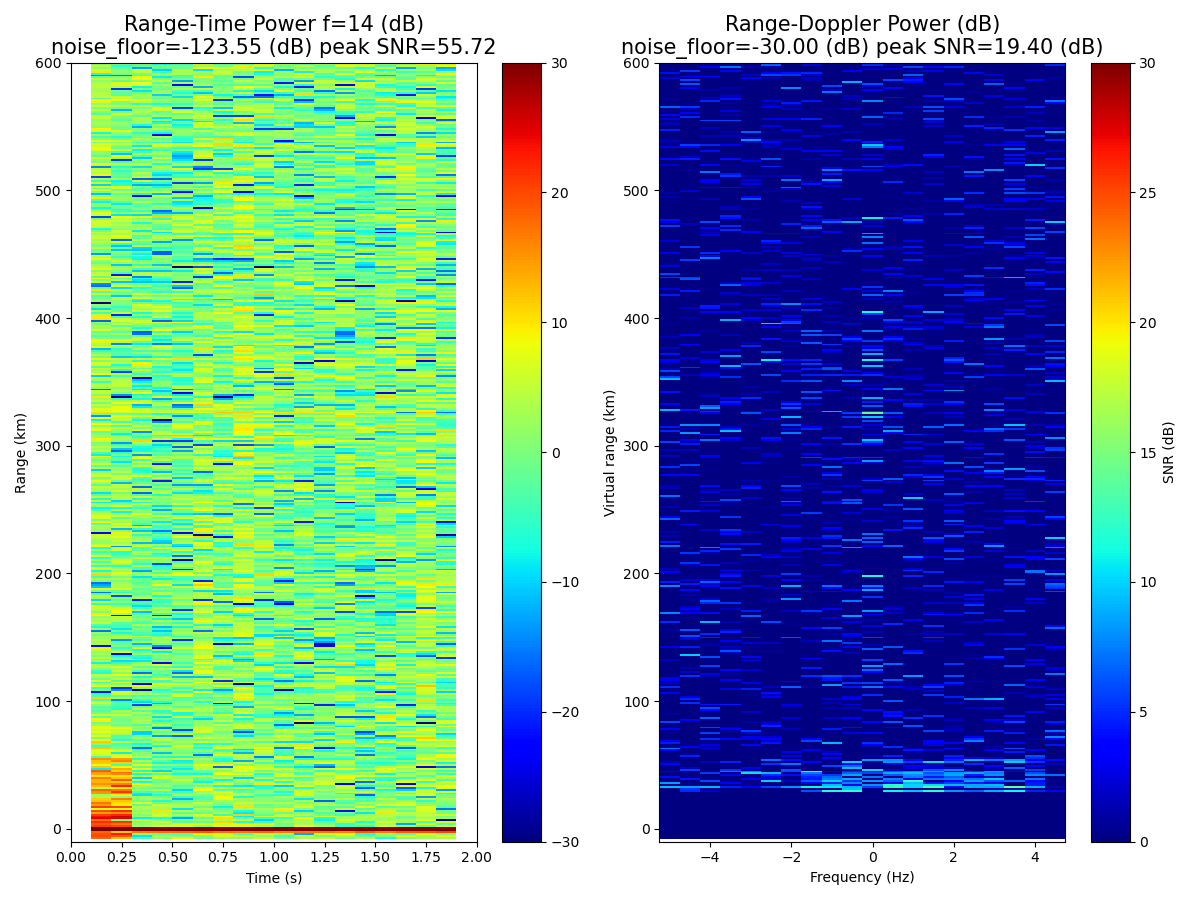 Range-Time Power f=14 (dB)
noise_floor=-123.55 (dB) peak SNR=55.72
Range-Doppler Power (dB)
noise_floor=-30.00 (dB) peak SNR=19.40 (dB)
600
500
400
300
200
100
0
Range (km)
0.00 0.25 0.50 0.75 1.00 1.25 1.50 1.75 2.00
Time (s)
30
20
10
0
−10
−20
−30
600
500
400
300
200
100
0
Virtual range (km)
−4 −2 0 2 4
Frequency (Hz)
30
25
20
15
10
5
0
SNR (dB)